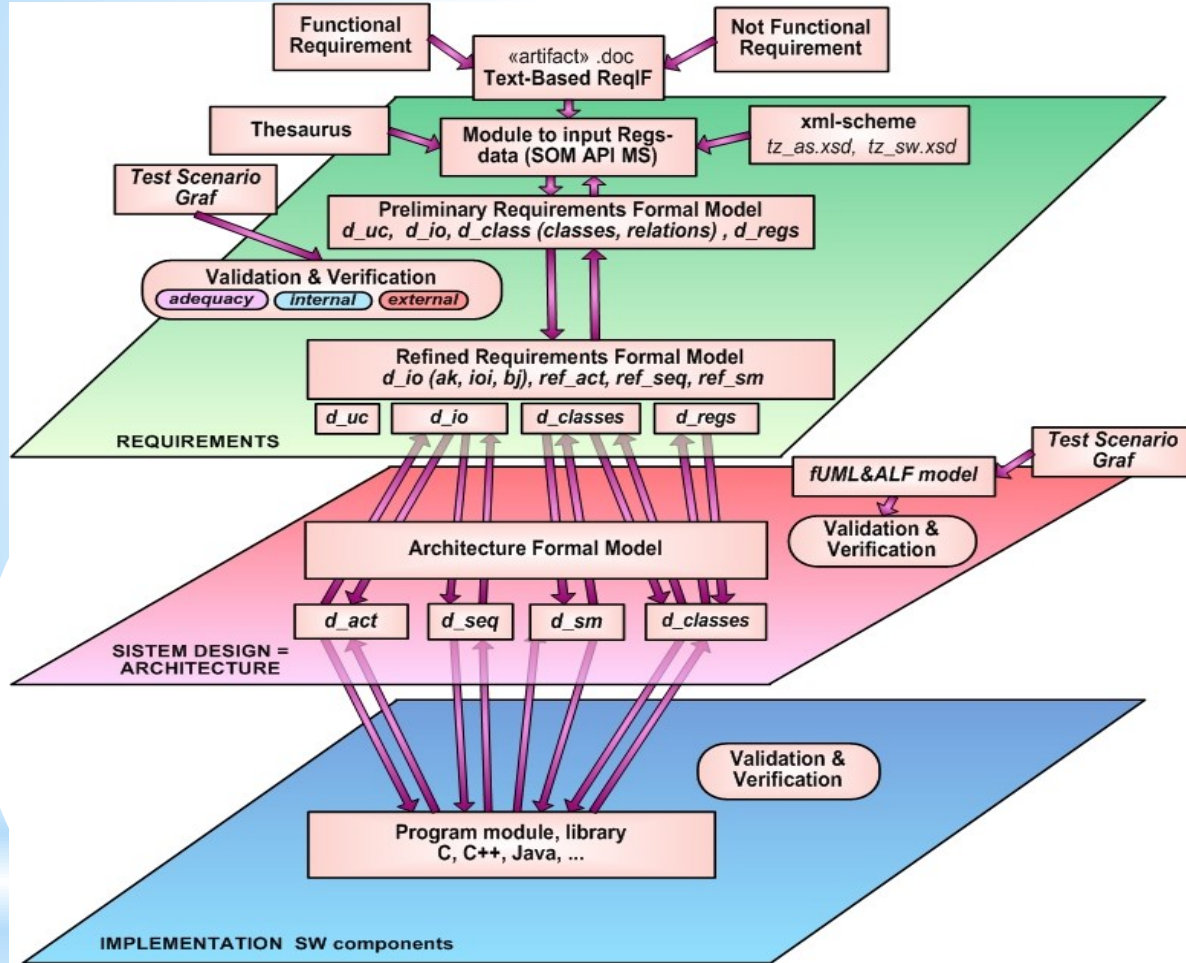 Functional
Requirement
Not Functional
Requirement
«artifact» .doc
Text-Based ReqIF
Thesaurus
Module to input Regs-
data (SOM API MS)
xml-scheme
tz_as.xsd, tz_sw.xsd
Test Scenario
Graf
Preliminary Requirements Formal Model
d_uc, d_io, d_class (classes, relations) , d_regs
Validation & Verification
adequacy internal external
Refined Requirements Formal Model
d_io (ak, ioi, bj), ref_act, ref_seq, ref_sm
d_uc d_io d_classes d_regs
REQUIREMENTS
Test Scenario
Graf
fUML&ALF model
Validation &
Verification
Architecture Formal Model
d_act d_seq d_sm d_classes
SISTEM DESIGN =
ARCHITECTURE
Validation &
Verification
Program module, library
C, C++, Java, ...
IMPLEMENTATION SW components